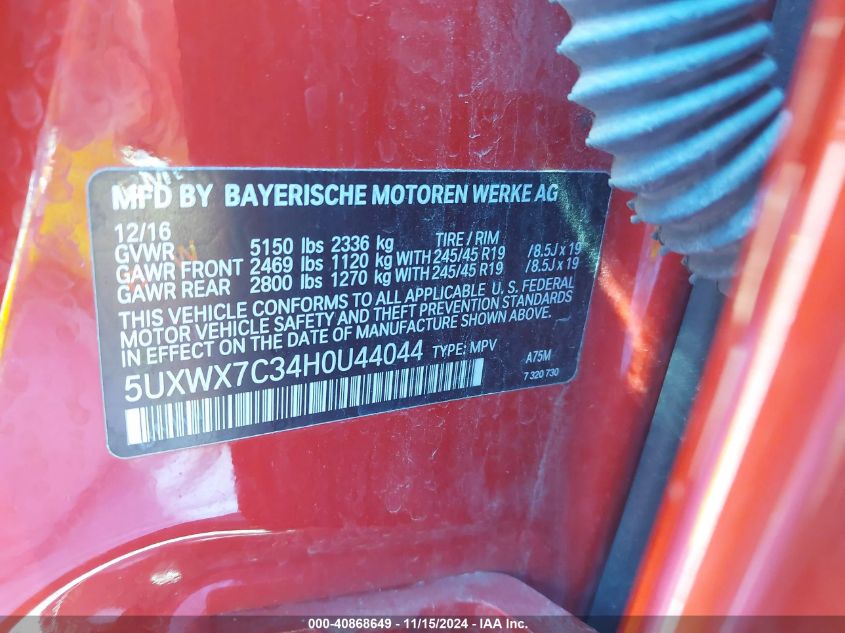 MFD BY BAYERISCHE MOTOREN WERKE AG
12/16 TIRE / RIM
GVWR 5150 lbs 2336 kg
GAWR FRONT 2469 lbs 1120 kg WITH 245/45 R19 /8.5J x 19
GAWR REAR 2800 lbs 1270 kg WITH 245/45 R19 /8.5J x 19
THIS VEHICLE CONFORMS TO ALL APPLICABLE U. S. FEDERAL
MOTOR VEHICLE SAFETY AND THEFT PREVENTION STANDARDS
IN EFFECT ON THE DATE OF MANUFACTURE SHOWN ABOVE.
5UXWX7C34H0U44044 TYPE: MPV A75M
7 320 730
000-40868649 - 11/15/2024 - IAA Inc.